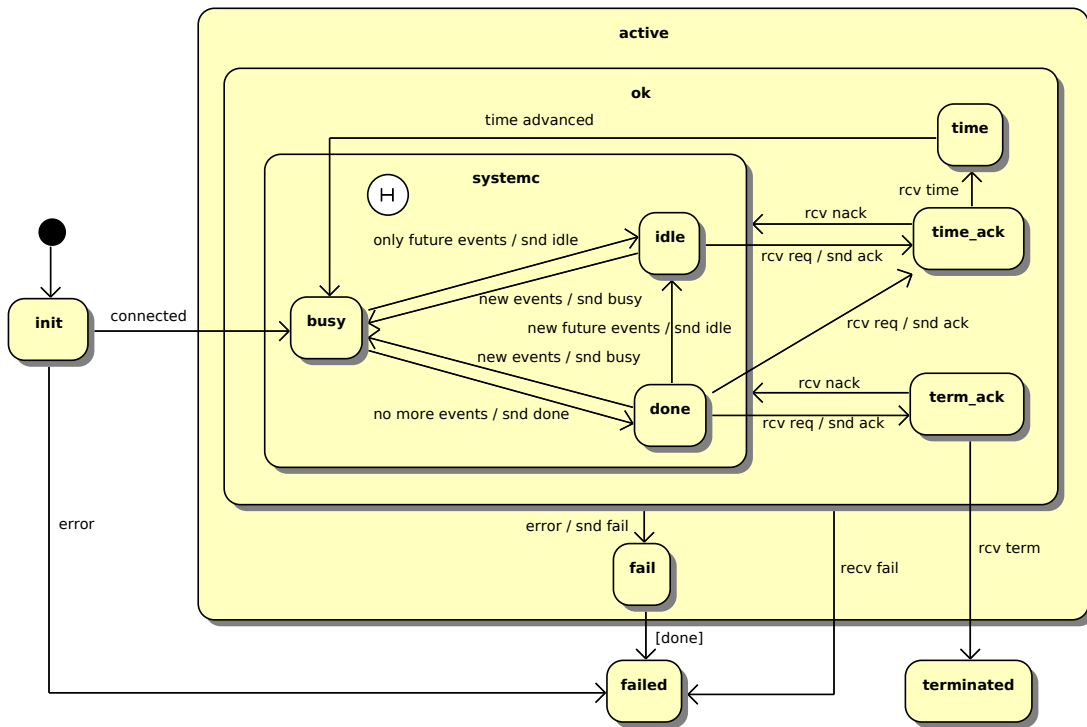 active
ok
time advanced
time
systemc
H
rcv time
rcv nack
only future events / snd idle
idle
rcv req / snd ack
time_ack
new events / snd busy
init
connected
busy
new future events / snd idle
rcv req / snd ack
new events / snd busy
rcv nack
no more events / snd done
done
rcv req / snd ack
term_ack
error
error / snd fail
rcv term
fail
recv fail
[done]
failed
terminated